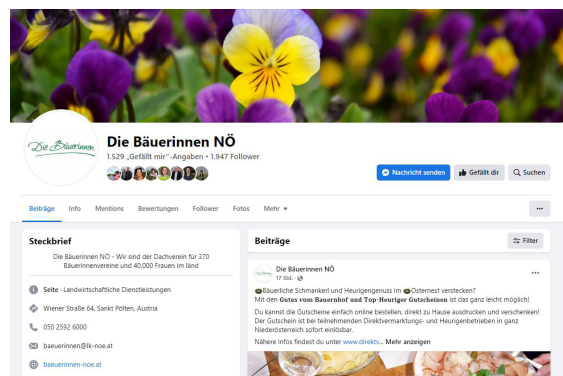 Die Bäuerinnen
Die Bäuerinnen NÖ
1.529 „Gefällt mir“-Angaben • 1.947 Follower
Nachricht senden
Gefällt dir
Suchen
Beiträge Info Mentions Bewertungen Follower Fotos Mehr
Steckbrief
Die Bäuerinnen NÖ - Wir sind der Dachverein für 370
Bäuerinnenvereine und 40.000 Frauen im länd
Seite · Landwirtschaftliche Dienstleistungen
Wiener Straße 64, Sankt Pölten, Austria
050 2592 6000
baeuerinnen@lk-noe.at
baeuerinnen-noe.at
Beiträge
Filter
Die Bäuerinnen NÖ
17 Std. ·
Bäuerliche Schmankerl und Heurigengenuss im Osternest verstecken?
Mit den Gutes vom Bauernhof und Top-Heuriger Gutscheinen ist das ganz leicht möglich!
Du kannst die Gutscheine einfach online bestellen, direkt zu Hause ausdrucken und verschenken!
Der Gutschein ist bei teilnehmenden Direktvermarktungs- und Heurigenbetrieben in ganz
Niederösterreich sofort einlösbar.
Nähere Infos findest du unter www.direktv... Mehr anzeigen